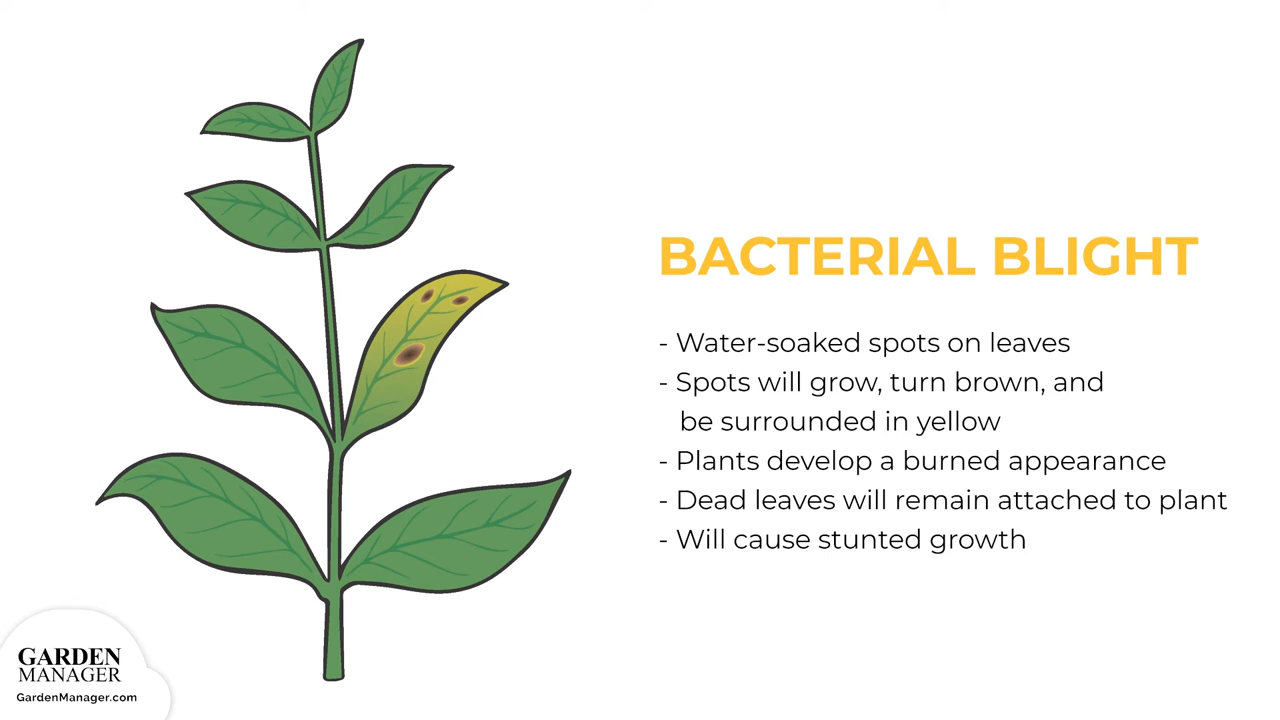 BACTERIAL BLIGHT
- Water-soaked spots on leaves
- Spots will grow, turn brown, and
be surrounded in yellow
- Plants develop a burned appearance
- Dead leaves will remain attached to plant
- Will cause stunted growth
GARDEN
MANAGER
GardenManager.com